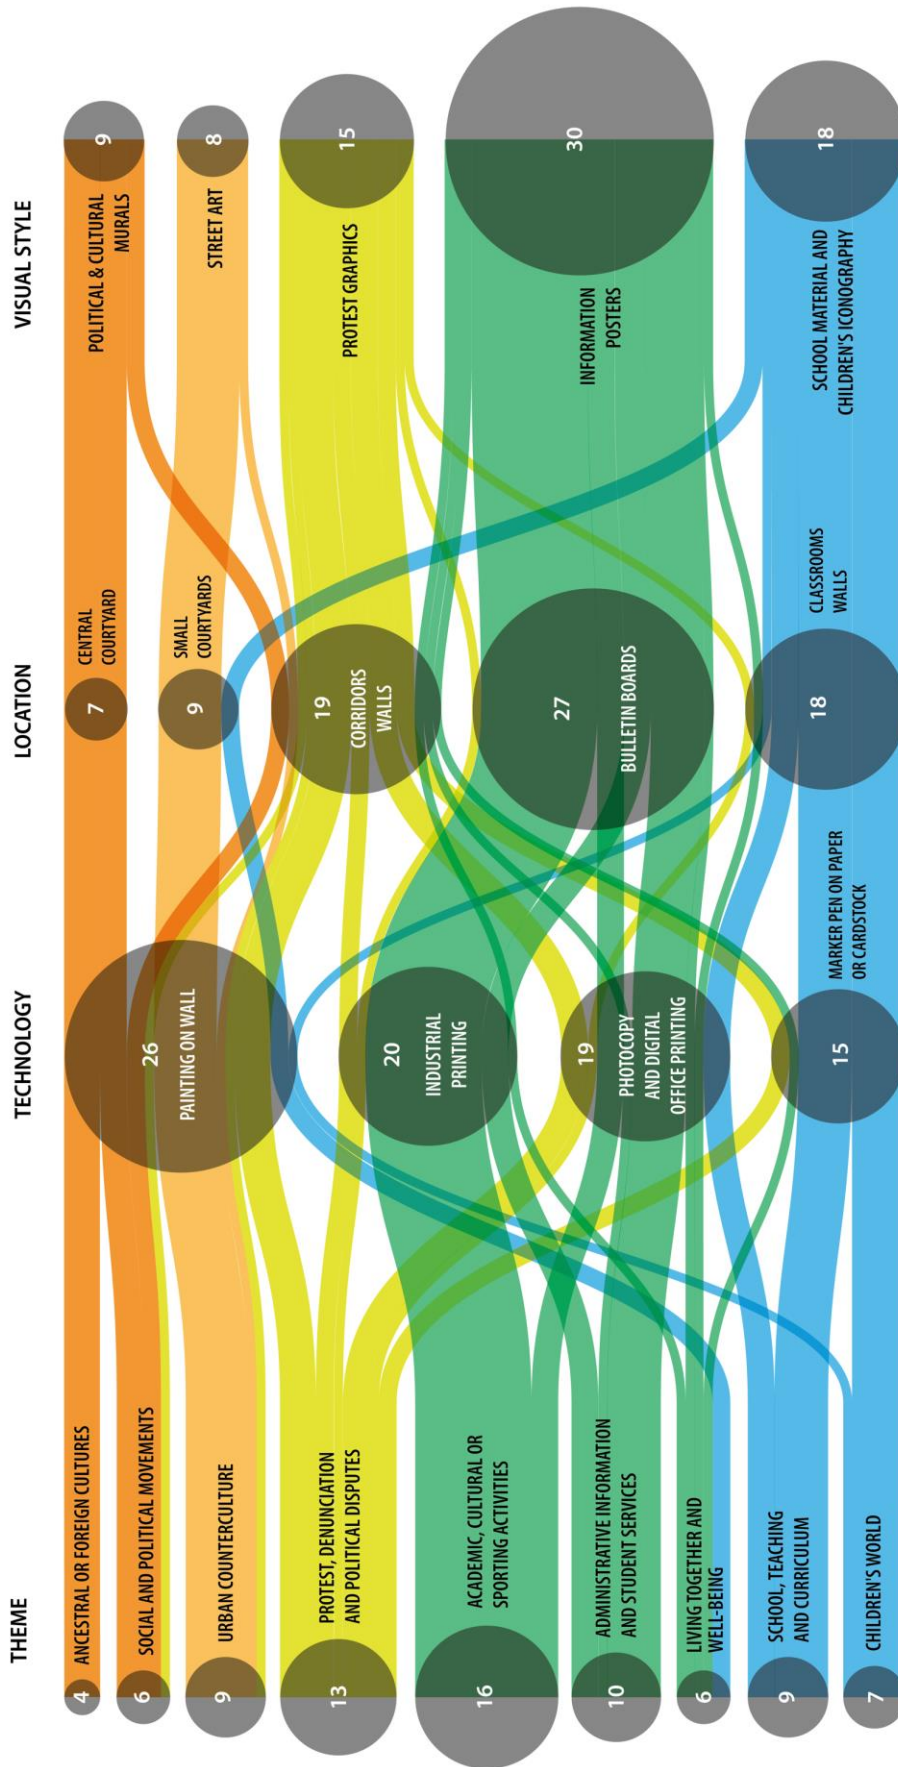 THEME
TECHNOLOGY
LOCATION
VISUAL STYLE
4
ANCESTRAL OR FOREIGN CULTURES
6
SOCIAL AND POLITICAL MOVEMENTS
9
URBAN COUNTERCULTURE
13
PROTEST, DENUNCIATION
AND POLITICAL DISPUTES
16
ACADEMIC, CULTURAL OR
SPORTING ACTIVITIES
10
ADMINISTRATIVE INFORMATION
AND STUDENT SERVICES
6
LIVING TOGETHER AND
WELL-BEING
9
SCHOOL, TEACHING
AND CURRICULUM
7
CHILDREN'S WORLD
26
PAINTING ON WALL
20
INDUSTRIAL
PRINTING
19
PHOTOCOPY
AND DIGITAL
OFFICE PRINTING
15
MARKER PEN ON PAPER
OR CARDSTOCK
7
CENTRAL
COURTYARD
9
SMALL
COURTYARDS
19
CORRIDORS
WALLS
27
BULLETIN BOARDS
18
CLASSROOMS
WALLS
9
POLITICAL & CULTURAL
MURALS
8
STREET ART
15
PROTEST GRAPHICS
30
INFORMATION
POSTERS
18
SCHOOL MATERIAL AND
CHILDREN'S ICONOGRAPHY